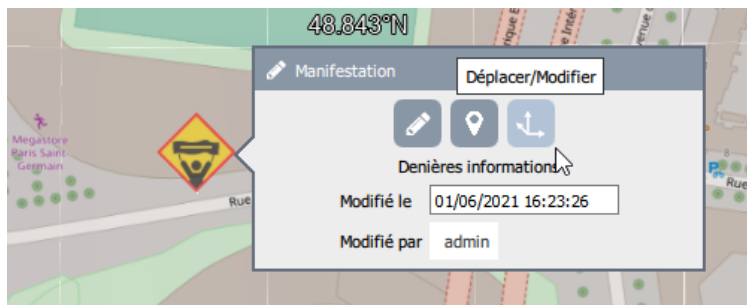 48.843°N
Manifestation
Déplacer/Modifier
Megastore
Paris Saint-
Germain
Denières informations
Rue
Modifié le 01/06/2021 16:23:26
Rue
Modifié par admin